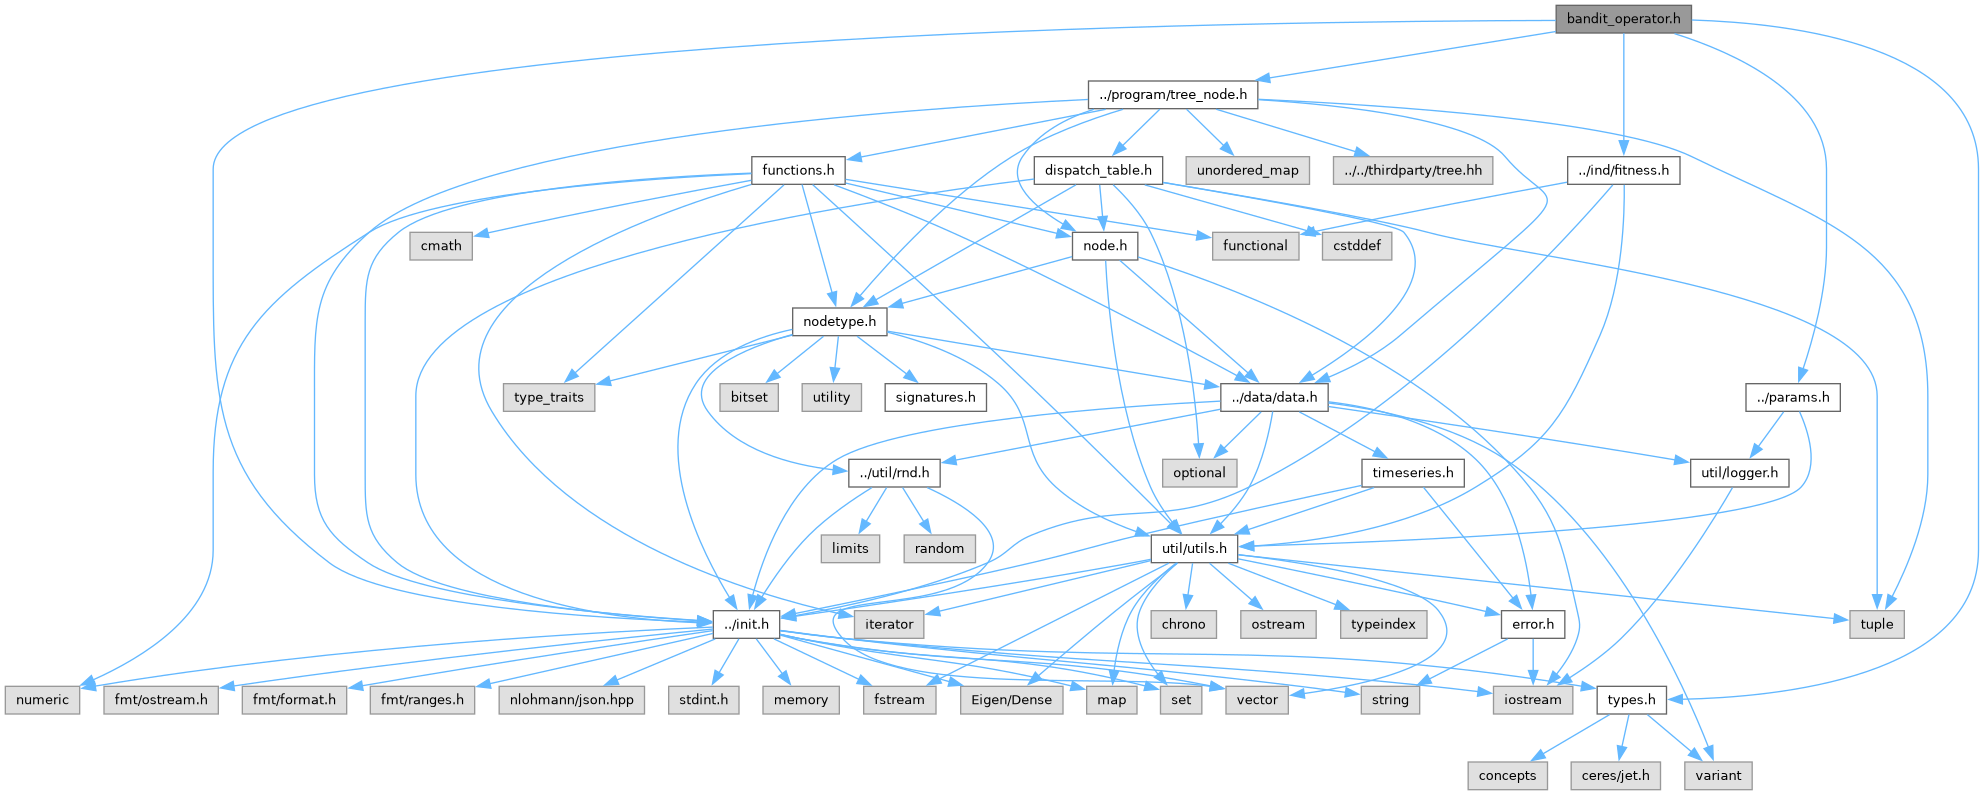 bandit_operator.h
../program/tree_node.h
functions.h
dispatch_table.h
unordered_map
../../thirdparty/tree.hh
../ind/fitness.h
cmath
node.h
functional
cstddef
nodetype.h
type_traits
bitset
utility
signatures.h
../data/data.h
../params.h
../util/rnd.h
optional
timeseries.h
util/logger.h
limits
random
util/utils.h
../init.h
iterator
chrono
ostream
typeindex
error.h
tuple
numeric
fmt/ostream.h
fmt/format.h
fmt/ranges.h
nlohmann/json.hpp
stdint.h
memory
fstream
Eigen/Dense
map
set
vector
string
iostream
types.h
concepts
ceres/jet.h
variant